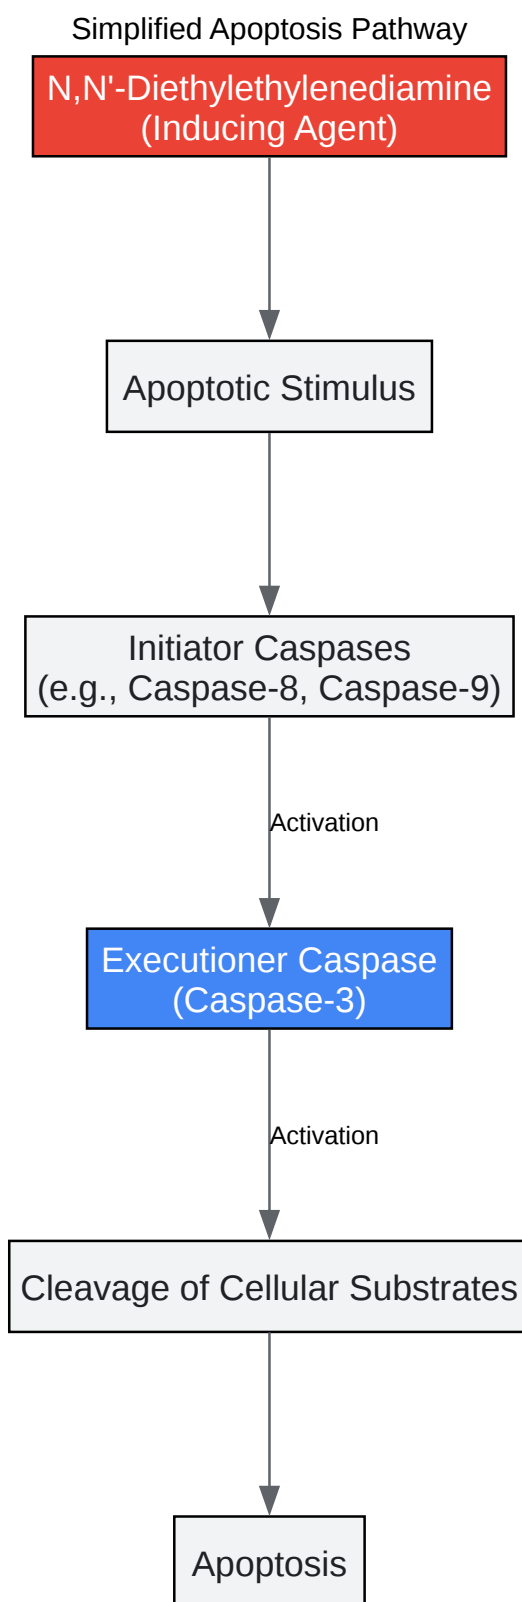 Simplified Apoptosis Pathway
N,N'-Diethylethylenediamine
(Inducing Agent)
Apoptotic Stimulus
Initiator Caspases
(e.g., Caspase-8, Caspase-9)
Activation
Executioner Caspase
(Caspase-3)
Activation
Cleavage of Cellular Substrates
Apoptosis